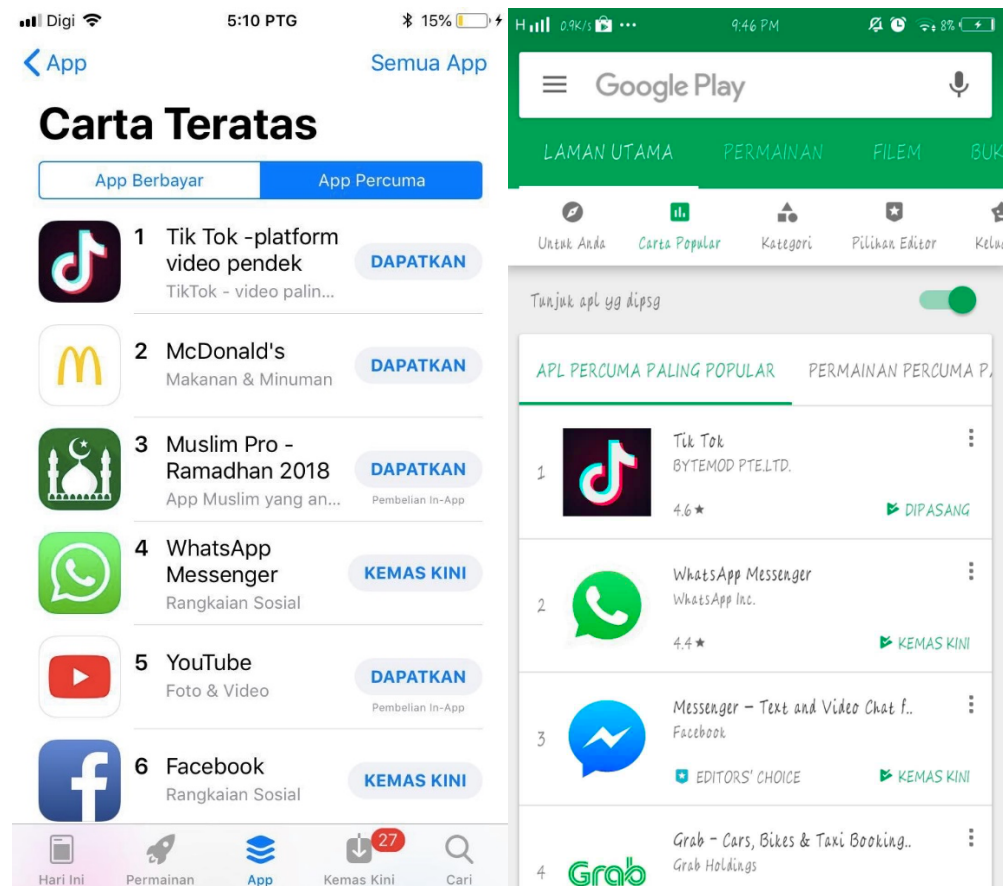 Digi 5:10 PTG 15%
App Semua App
Carta Teratas
App Berbayar App Percuma
1 Tik Tok -platform
video pendek
TikTok - video palin...
DAPATKAN
2 McDonald's
Makanan & Minuman
DAPATKAN
3 Muslim Pro -
Ramadhan 2018
App Muslim yang an...
DAPATKAN
Pembelian In-App
4 WhatsApp
Messenger
Rangkaian Sosial
KEMAS KINI
5 YouTube
Foto & Video
DAPATKAN
Pembelian In-App
6 Facebook
Rangkaian Sosial
KEMAS KINI
27
Hari Ini Permainan App Kemas Kini Cari
H 0.9K/s ••• 9:46 PM 8%
Google Play
LAMAN UTAMA PERMAINAN FILEM BUK
Untuk Anda Carta Popular Kategori Pilihan Editor Kelu
Tunjuk apl yg dipsg
APL PERCUMA PALING POPULAR PERMAINAN PERCUMA PA
1 Tik Tok
BYTEMOD PTE.LTD.
4.6★ DIPASANG
2 WhatsApp Messenger
WhatsApp Inc.
4.4★ KEMAS KINI
3 Messenger – Text and Video Chat f..
Facebook
EDITORS' CHOICE KEMAS KINI
4 Grab - Cars, Bikes & Taxi Booking..
Grab Holdings
Grab